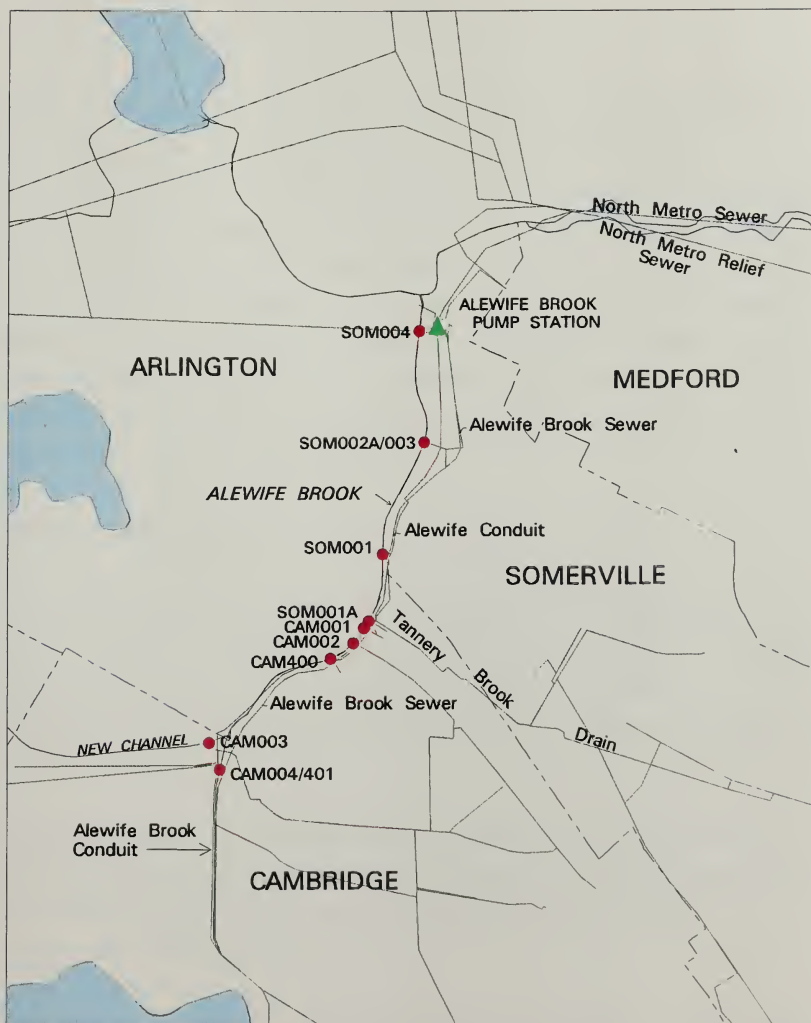 North Metro Sewer
North Metro Relief
Sewer
ALEWIFE BROOK
PUMP STATION
SOM004
ARLINGTON
MEDFORD
Alewife Brook Sewer
SOM002A/003
ALEWIFE BROOK
Alewife Conduit
SOM001
SOMERVILLE
SOM001A
CAM001
CAM002
CAM400
Tannery
Brook
Drain
Alewife Brook Sewer
NEW CHANNEL
CAM003
CAM004/401
Alewife Brook
Conduit
CAMBRIDGE